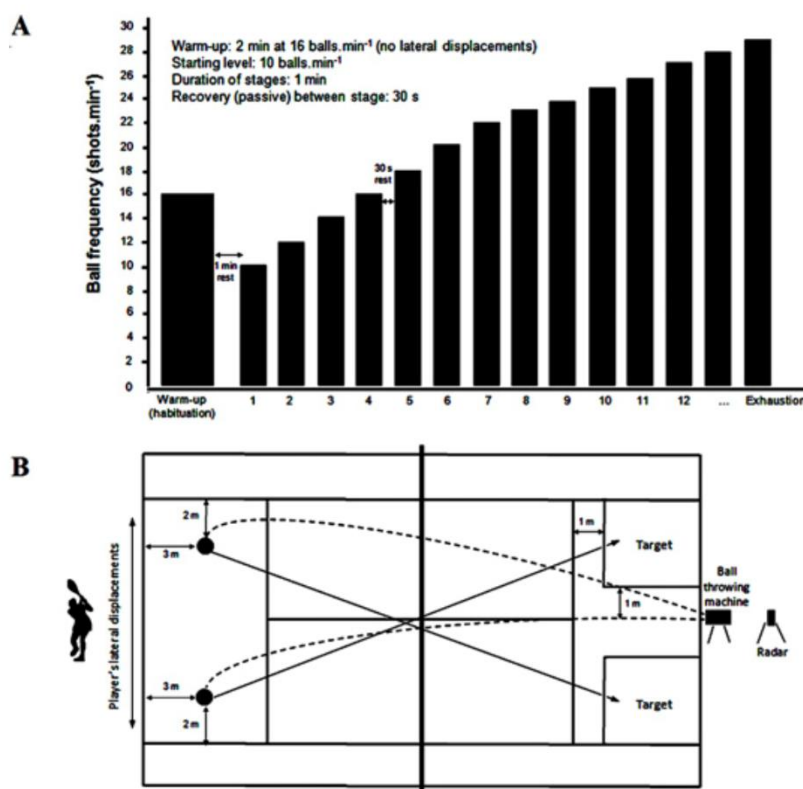 A
Ball frequency (shots.min⁻¹)
30
28
26
24
22
20
18
16
14
12
10
8
6
4
2
0
Warm-up: 2 min at 16 balls.min⁻¹ (no lateral displacements)
Starting level: 10 balls.min⁻¹
Duration of stages: 1 min
Recovery (passive) between stage: 30 s
30 s
rest
1 min
rest
Warm-up
(habituation)
1 2 3 4 5 6 7 8 9 10 11 12 ... Exhaustion
B
Player's lateral displacements
2 m
3 m
3 m
2 m
1 m
Target
1 m
Target
Ball
throwing
machine
Radar